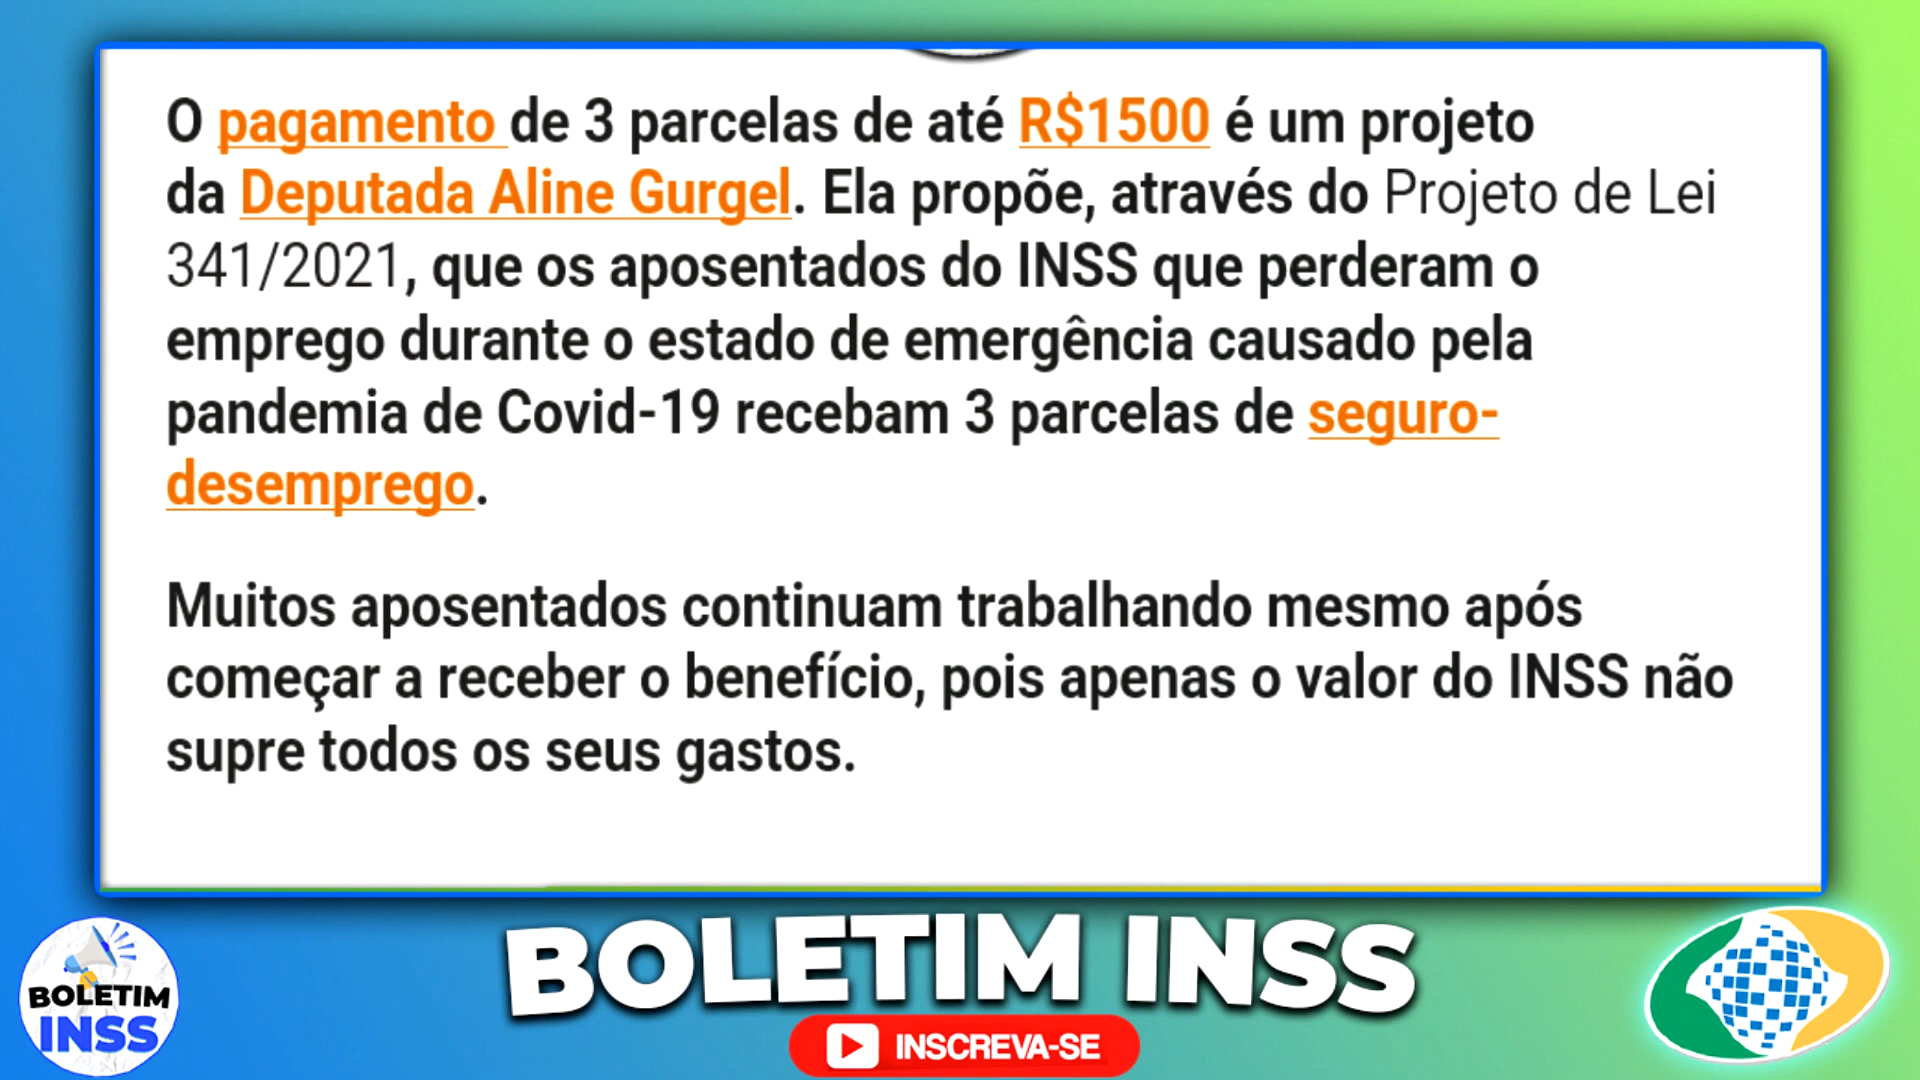 O pagamento de 3 parcelas de até R$1500 é um projeto
da Deputada Aline Gurgel. Ela propõe, através do Projeto de Lei
341/2021, que os aposentados do INSS que perderam o
emprego durante o estado de emergência causado pela
pandemia de Covid-19 recebam 3 parcelas de seguro-
desemprego.
Muitos aposentados continuam trabalhando mesmo após
começar a receber o benefício, pois apenas o valor do INSS não
supre todos os seus gastos.
BOLETIM INSS
BOLETIM
INSS
INSCREVA-SE